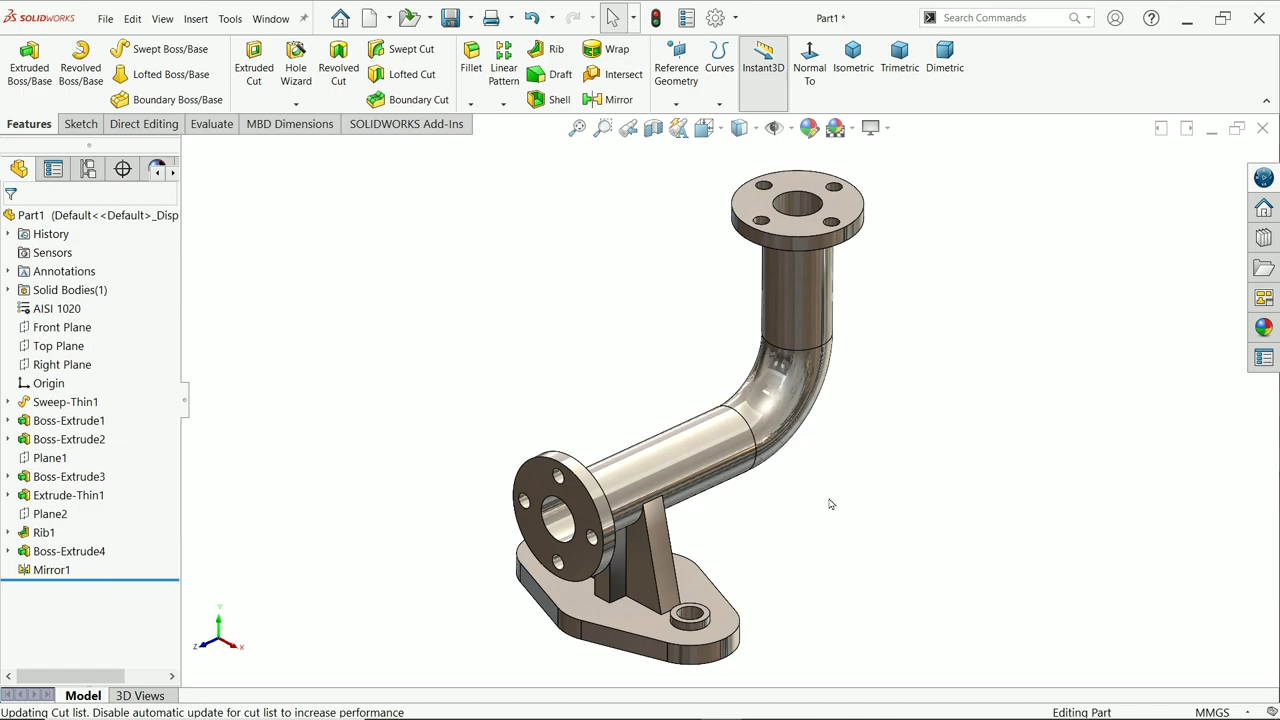 SOLIDWORKS File Edit View Insert Tools Window Part1 * Search Commands
Extruded Boss/Base
Revolved Boss/Base
Swept Boss/Base
Lofted Boss/Base
Boundary Boss/Base
Extruded Cut
Hole Wizard
Revolved Cut
Swept Cut
Lofted Cut
Boundary Cut
Fillet
Linear Pattern
Rib
Draft
Shell
Wrap
Intersect
Mirror
Reference Geometry
Curves
Instant3D
Normal To
Isometric
Trimetric
Dimetric
Features Sketch Direct Editing Evaluate MBD Dimensions SOLIDWORKS Add-Ins
Part1 (Default<<Default>_Disp
History
Sensors
Annotations
Solid Bodies(1)
AISI 1020
Front Plane
Top Plane
Right Plane
Origin
Sweep-Thin1
Boss-Extrude1
Boss-Extrude2
Plane1
Boss-Extrude3
Extrude-Thin1
Plane2
Rib1
Boss-Extrude4
Mirror1
Y
Z X
Model 3D Views
Updating Cut list. Disable automatic update for cut list to increase performance Editing Part MMGS